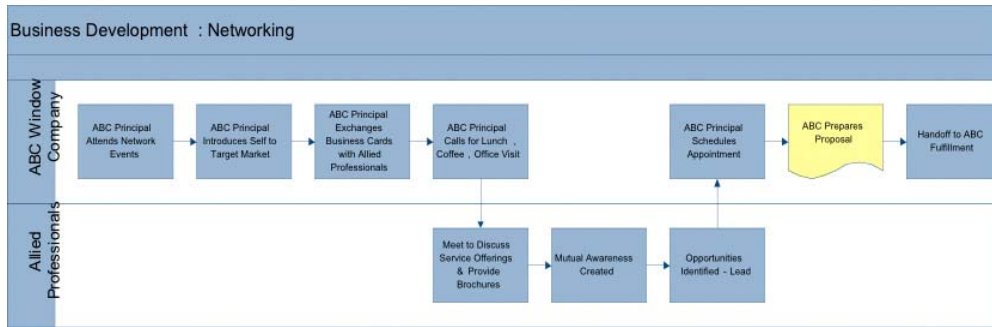 Business Development : Networking
ABC Window
Company
ABC Principal
Attends Network
Events
ABC Principal
Introduces Self to
Target Market
ABC Principal
Exchanges
Business Cards
with Allied
Professionals
ABC Principal
Calls for Lunch ,
Coffee , Office Visit
ABC Principal
Schedules
Appointment
ABC Prepares
Proposal
Handoff to ABC
Fulfillment
Allied
Professionals
Meet to Discuss
Service Offerings
& Provide
Brochures
Mutual Awareness
Created
Opportunities
Identified - Lead